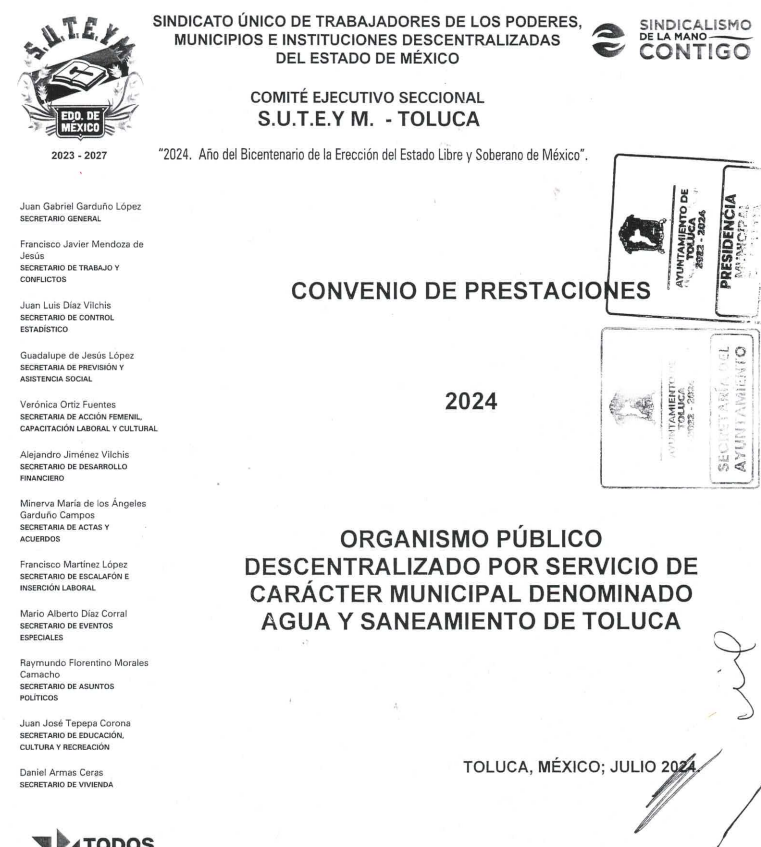 SINDICATO ÚNICO DE TRABAJADORES DE LOS PODERES,
MUNICIPIOS E INSTITUCIONES DESCENTRALIZADAS
DEL ESTADO DE MÉXICO
S.U.T.E.Y M.
EDO. DE
MÉXICO
2023 - 2027
SINDICALISMO
DE LA MANO
CONTIGO
COMITÉ EJECUTIVO SECCIONAL
S.U.T.E.Y M. - TOLUCA
“2024. Año del Bicentenario de la Erección del Estado Libre y Soberano de México”.
AYUNTAMIENTO DE
TOLUCA
2022 - 2024
PRESIDENCIA
MUNICIPAL
AYUNTAMIENTO DE
TOLUCA
2022 - 2024
SECRETARÍA DEL
AYUNTAMIENTO
Juan Gabriel Garduño López
SECRETARIO GENERAL
Francisco Javier Mendoza de
Jesús
SECRETARIO DE TRABAJO Y
CONFLICTOS
Juan Luis Díaz Vilchis
SECRETARIO DE CONTROL
ESTADÍSTICO
Guadalupe de Jesús López
SECRETARIA DE PREVISIÓN Y
ASISTENCIA SOCIAL
Verónica Ortiz Fuentes
SECRETARIA DE ACCIÓN FEMENIL,
CAPACITACIÓN LABORAL Y CULTURAL
Alejandro Jiménez Vilchis
SECRETARIO DE DESARROLLO
FINANCIERO
Minerva María de los Ángeles
Garduño Campos
SECRETARIA DE ACTAS Y
ACUERDOS
Francisco Martínez López
SECRETARIO DE ESCALAFÓN E
INSERCIÓN LABORAL
Mario Alberto Díaz Corral
SECRETARIO DE EVENTOS
ESPECIALES
Raymundo Florentino Morales
Camacho
SECRETARIO DE ASUNTOS
POLÍTICOS
Juan José Tepepa Corona
SECRETARIO DE EDUCACIÓN,
CULTURA Y RECREACIÓN
Daniel Armas Ceras
SECRETARIO DE VIVIENDA
TODOS
CONVENIO DE PRESTACIONES
2024
ORGANISMO PÚBLICO
DESCENTRALIZADO POR SERVICIO DE
CARÁCTER MUNICIPAL DENOMINADO
AGUA Y SANEAMIENTO DE TOLUCA
TOLUCA, MÉXICO; JULIO 2024.